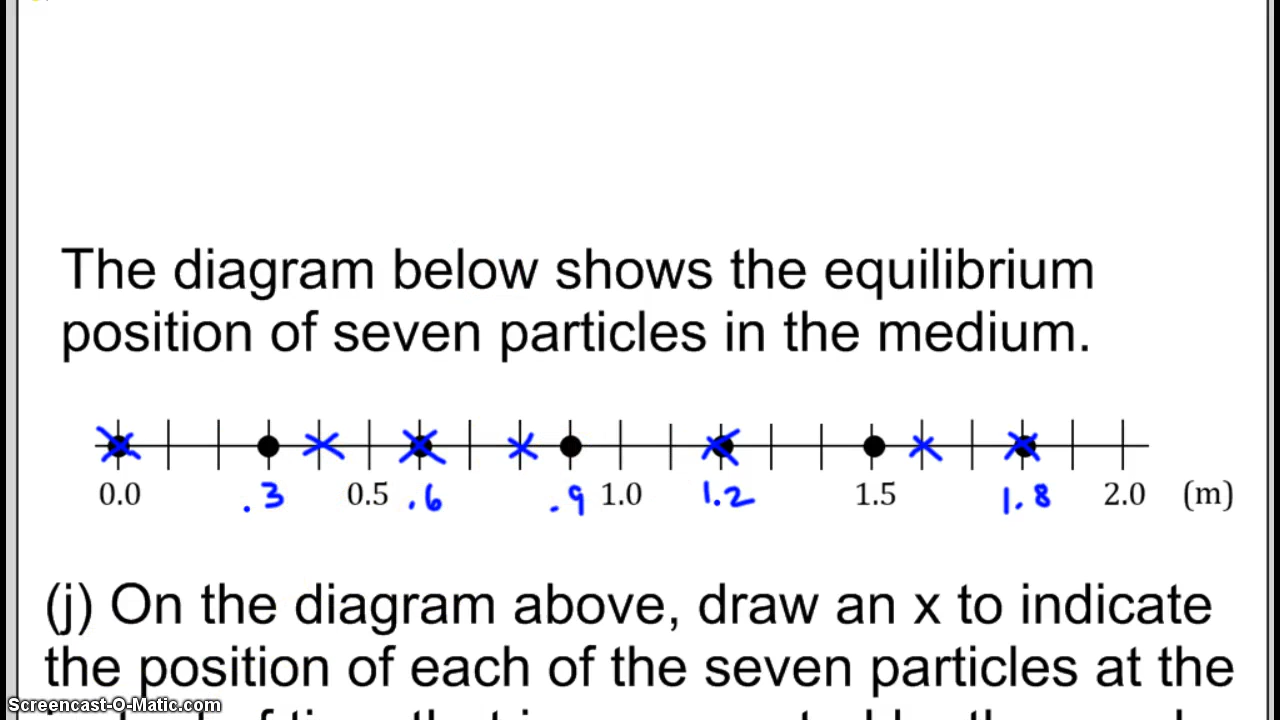 The diagram below shows the equilibrium
position of seven particles in the medium.
0.0 .3 0.5 .6 .9 1.0 1.2 1.5 1.8 2.0 (m)
(j) On the diagram above, draw an x to indicate
the position of each of the seven particles at the
Screencast-O-Matic.com